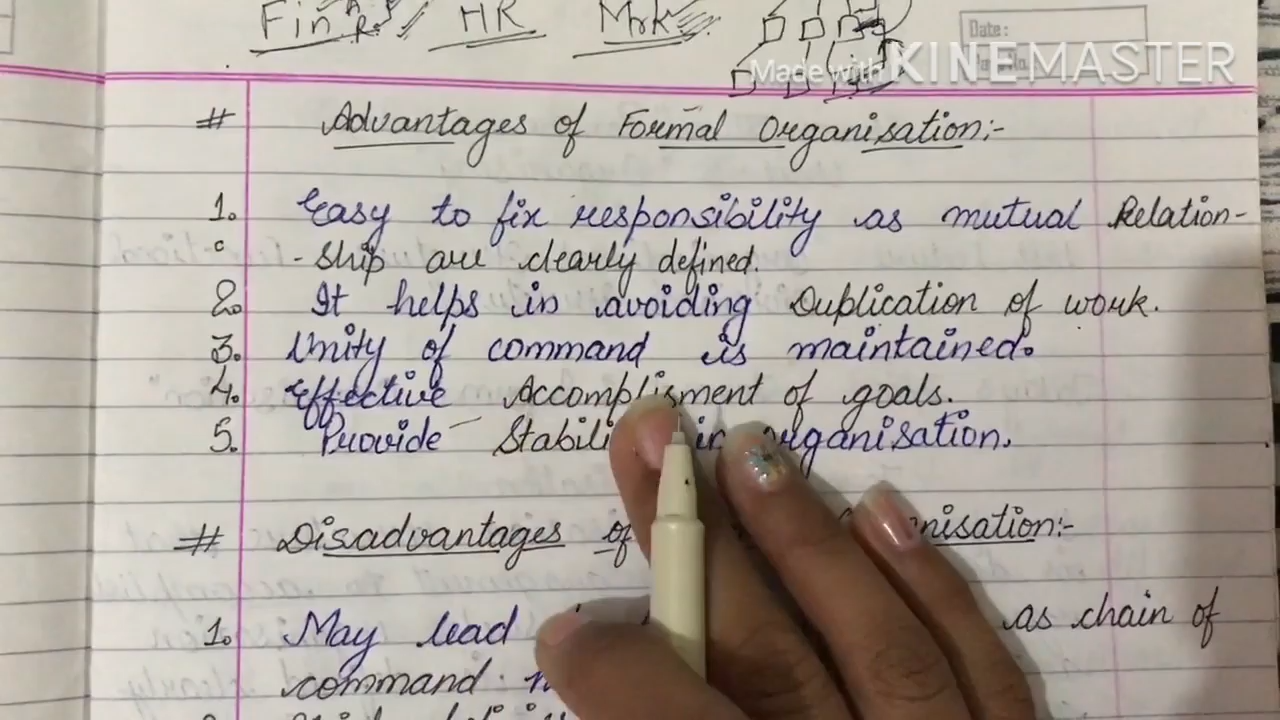 Fin HR Mrk
Date:
Made with KINEMASTER
# Advantages of Formal Organisation:-
1. Easy to fix responsibility as mutual Relation-
- ship are clearly defined.
2. It helps in avoiding Duplication of work.
3. Unity of command is maintained.
4. Effective Accomplisment of goals.
5. Provide Stabili in organisation.
# Disadvantages of nisation:-
1. May lead as chain of
command